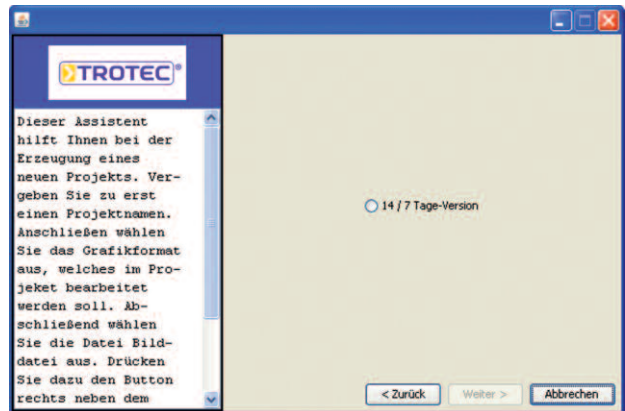 TROTEC®
Dieser Assistent
hilft Ihnen bei der
Erzeugung eines
neuen Projekts. Ver-
geben Sie zu erst
einen Projektnamen.
Anschließen wählen
Sie das Grafikformat
aus, welches im Pro-
jeket bearbeitet
werden soll. Ab-
schließend wählen
Sie die Datei Bild-
datei aus. Drücken
Sie dazu den Button
rechts neben dem
14 / 7 Tage-Version
< Zurück
Weiter >
Abbrechen